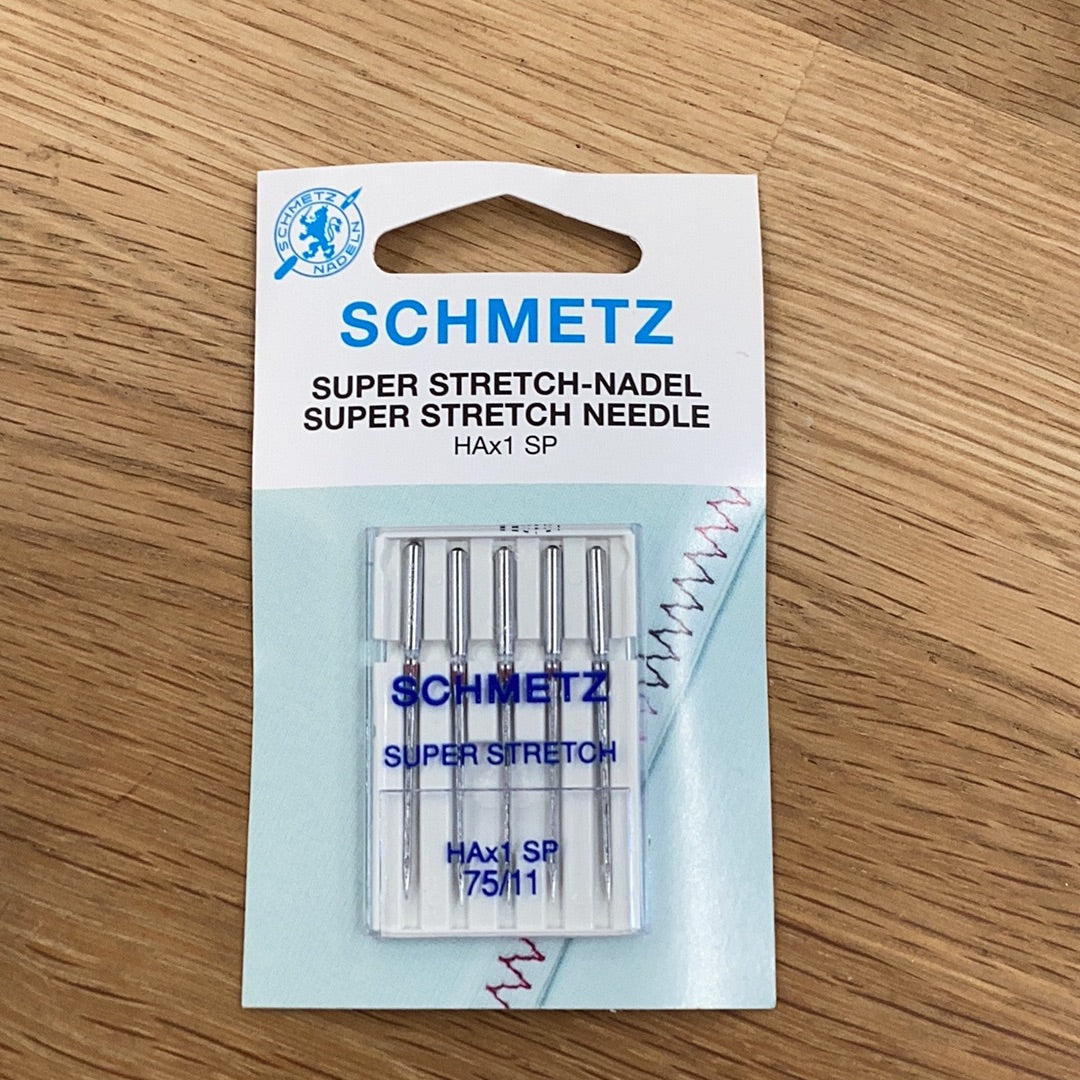 SCHMETZ
NADELN
SCHMETZ
SUPER STRETCH-NADEL
SUPER STRETCH NEEDLE
HAx1 SP
SCHMETZ
SUPER STRETCH
HAx1 SP
75/11